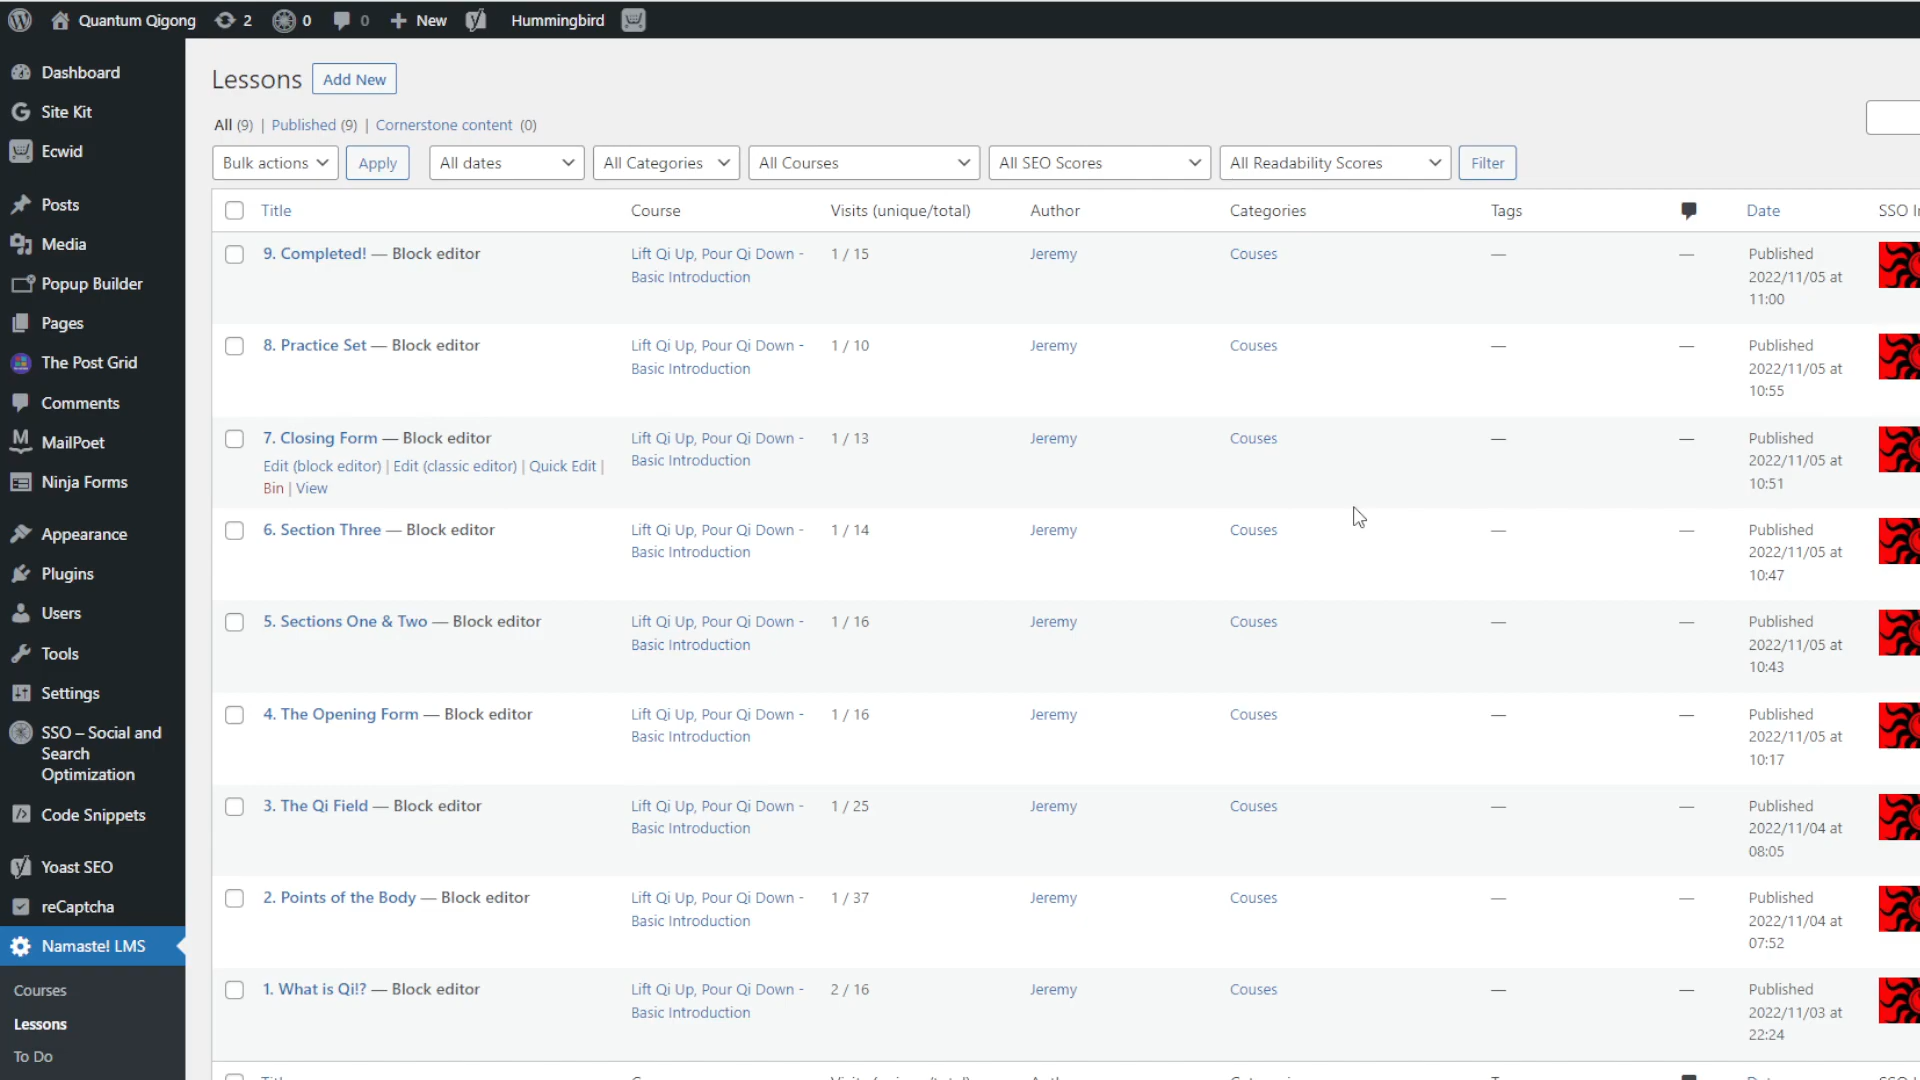 Quantum Qigong 2 0 0 New Hummingbird
Dashboard
Site Kit
Ecwid
Posts
Media
Popup Builder
Pages
The Post Grid
Comments
MailPoet
Ninja Forms
Appearance
Plugins
Users
Tools
Settings
SSO – Social and
Search
Optimization
Code Snippets
Yoast SEO
reCaptcha
Namaste! LMS
Courses
Lessons
To Do
Lessons Add New
All (9) | Published (9) | Cornerstone content (0)
Bulk actions Apply All dates All Categories All Courses All SEO Scores All Readability Scores Filter
Title Course Visits (unique/total) Author Categories Tags Date SSO
9. Completed! — Block editor Lift Qi Up, Pour Qi Down - 1 / 15 Jeremy Couses — — Published
Basic Introduction 2022/11/05 at
11:00
8. Practice Set — Block editor Lift Qi Up, Pour Qi Down - 1 / 10 Jeremy Couses — — Published
Basic Introduction 2022/11/05 at
10:55
7. Closing Form — Block editor Lift Qi Up, Pour Qi Down - 1 / 13 Jeremy Couses — — Published
Edit (block editor) | Edit (classic editor) | Quick Edit | Basic Introduction 2022/11/05 at
Bin | View 10:51
6. Section Three — Block editor Lift Qi Up, Pour Qi Down - 1 / 14 Jeremy Couses — — Published
Basic Introduction 2022/11/05 at
10:47
5. Sections One & Two — Block editor Lift Qi Up, Pour Qi Down - 1 / 16 Jeremy Couses — — Published
Basic Introduction 2022/11/05 at
10:43
4. The Opening Form — Block editor Lift Qi Up, Pour Qi Down - 1 / 16 Jeremy Couses — — Published
Basic Introduction 2022/11/05 at
10:17
3. The Qi Field — Block editor Lift Qi Up, Pour Qi Down - 1 / 25 Jeremy Couses — — Published
Basic Introduction 2022/11/04 at
08:05
2. Points of the Body — Block editor Lift Qi Up, Pour Qi Down - 1 / 37 Jeremy Couses — — Published
Basic Introduction 2022/11/04 at
07:52
1. What is Qi!? — Block editor Lift Qi Up, Pour Qi Down - 2 / 16 Jeremy Couses — — Published
Basic Introduction 2022/11/03 at
22:24